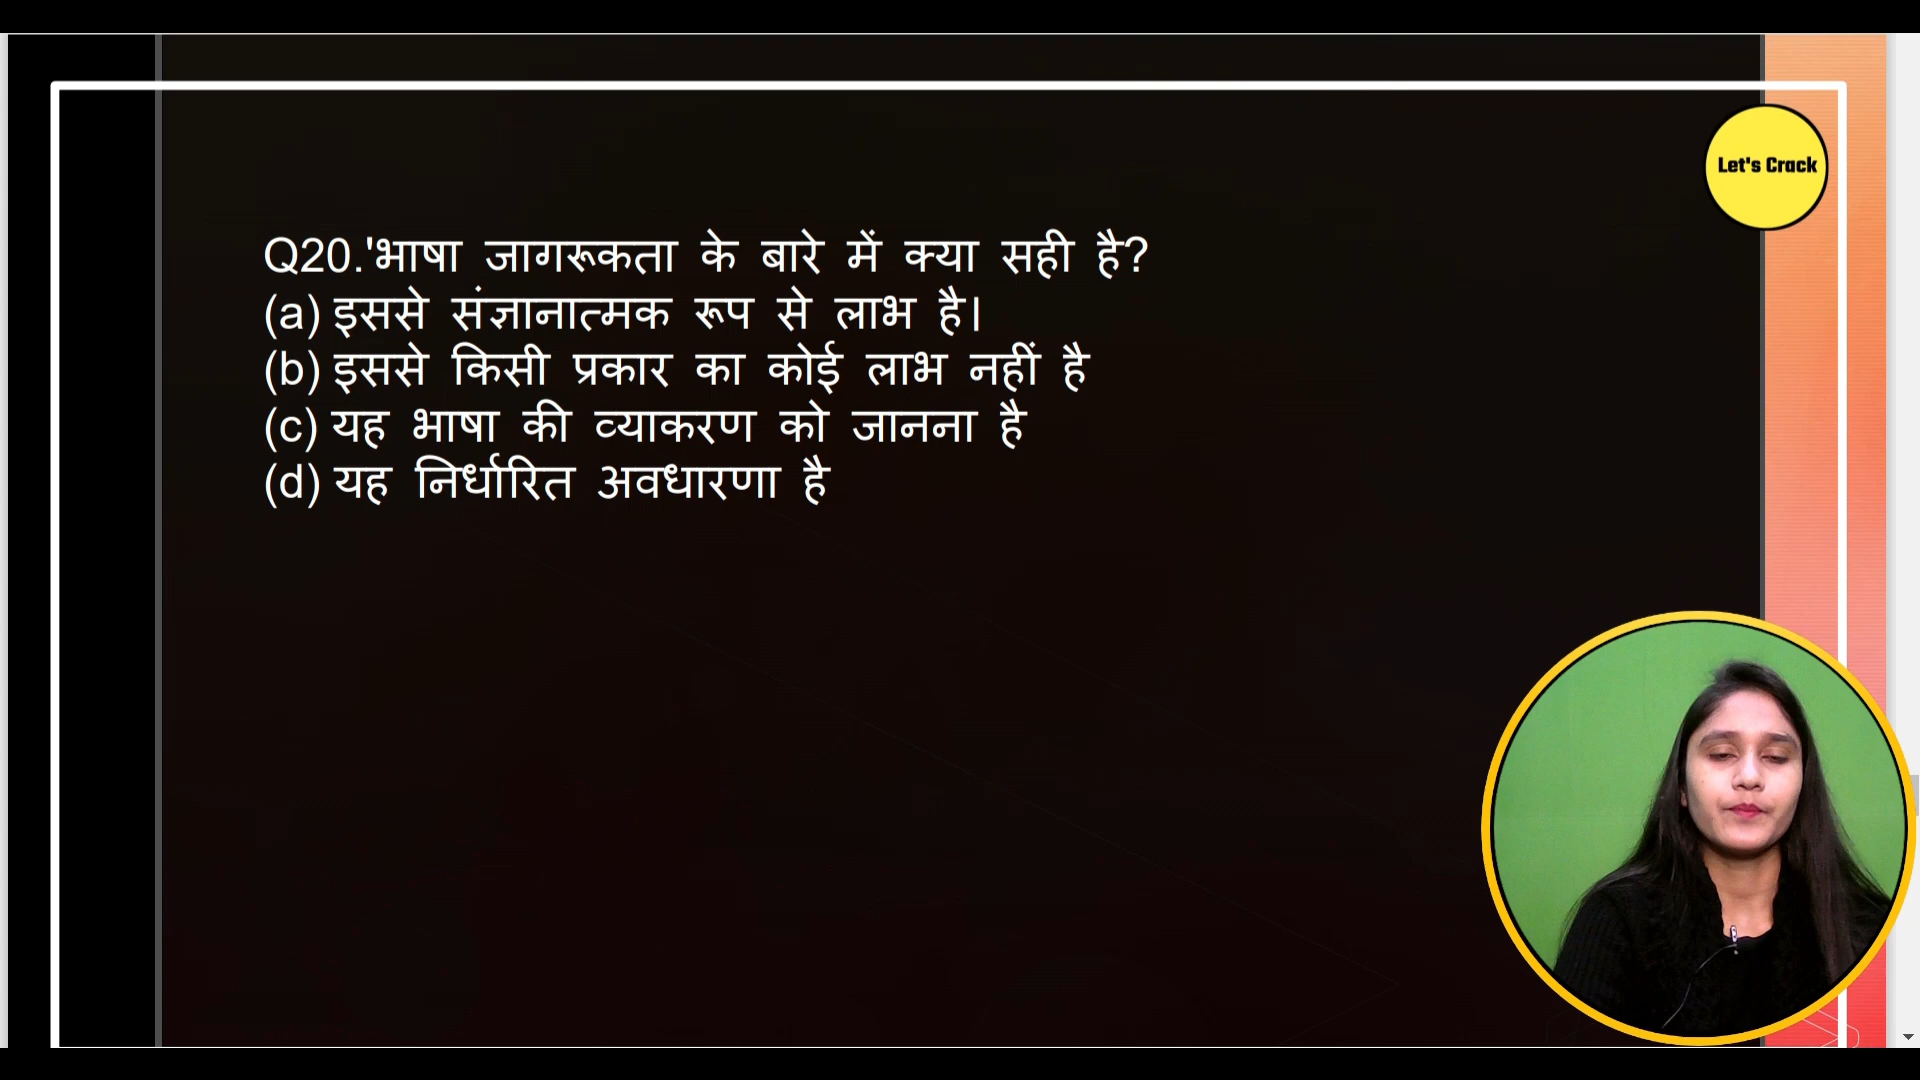 Let's Crack
Q20.'भाषा जागरूकता के बारे में क्या सही है?
(a) इससे संज्ञानात्मक रूप से लाभ है।
(b) इससे किसी प्रकार का कोई लाभ नहीं है
(c) यह भाषा की व्याकरण को जानना है
(d) यह निर्धारित अवधारणा है